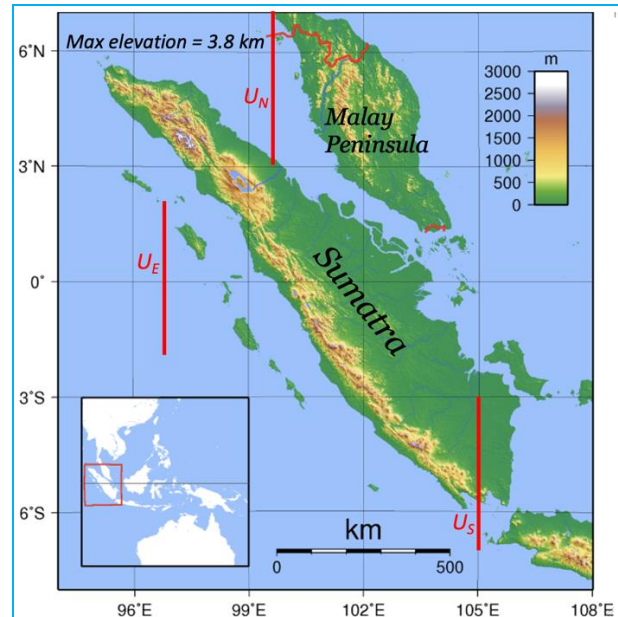 6°N
Max elevation = 3.8 km
m
3000
2500
2000
1500
1000
500
0
U_N
Malay
Peninsula
3°N
U_E
0°
Sumatra
3°S
6°S
km
0
500
U_S
96°E
99°E
102°E
105°E
108°E